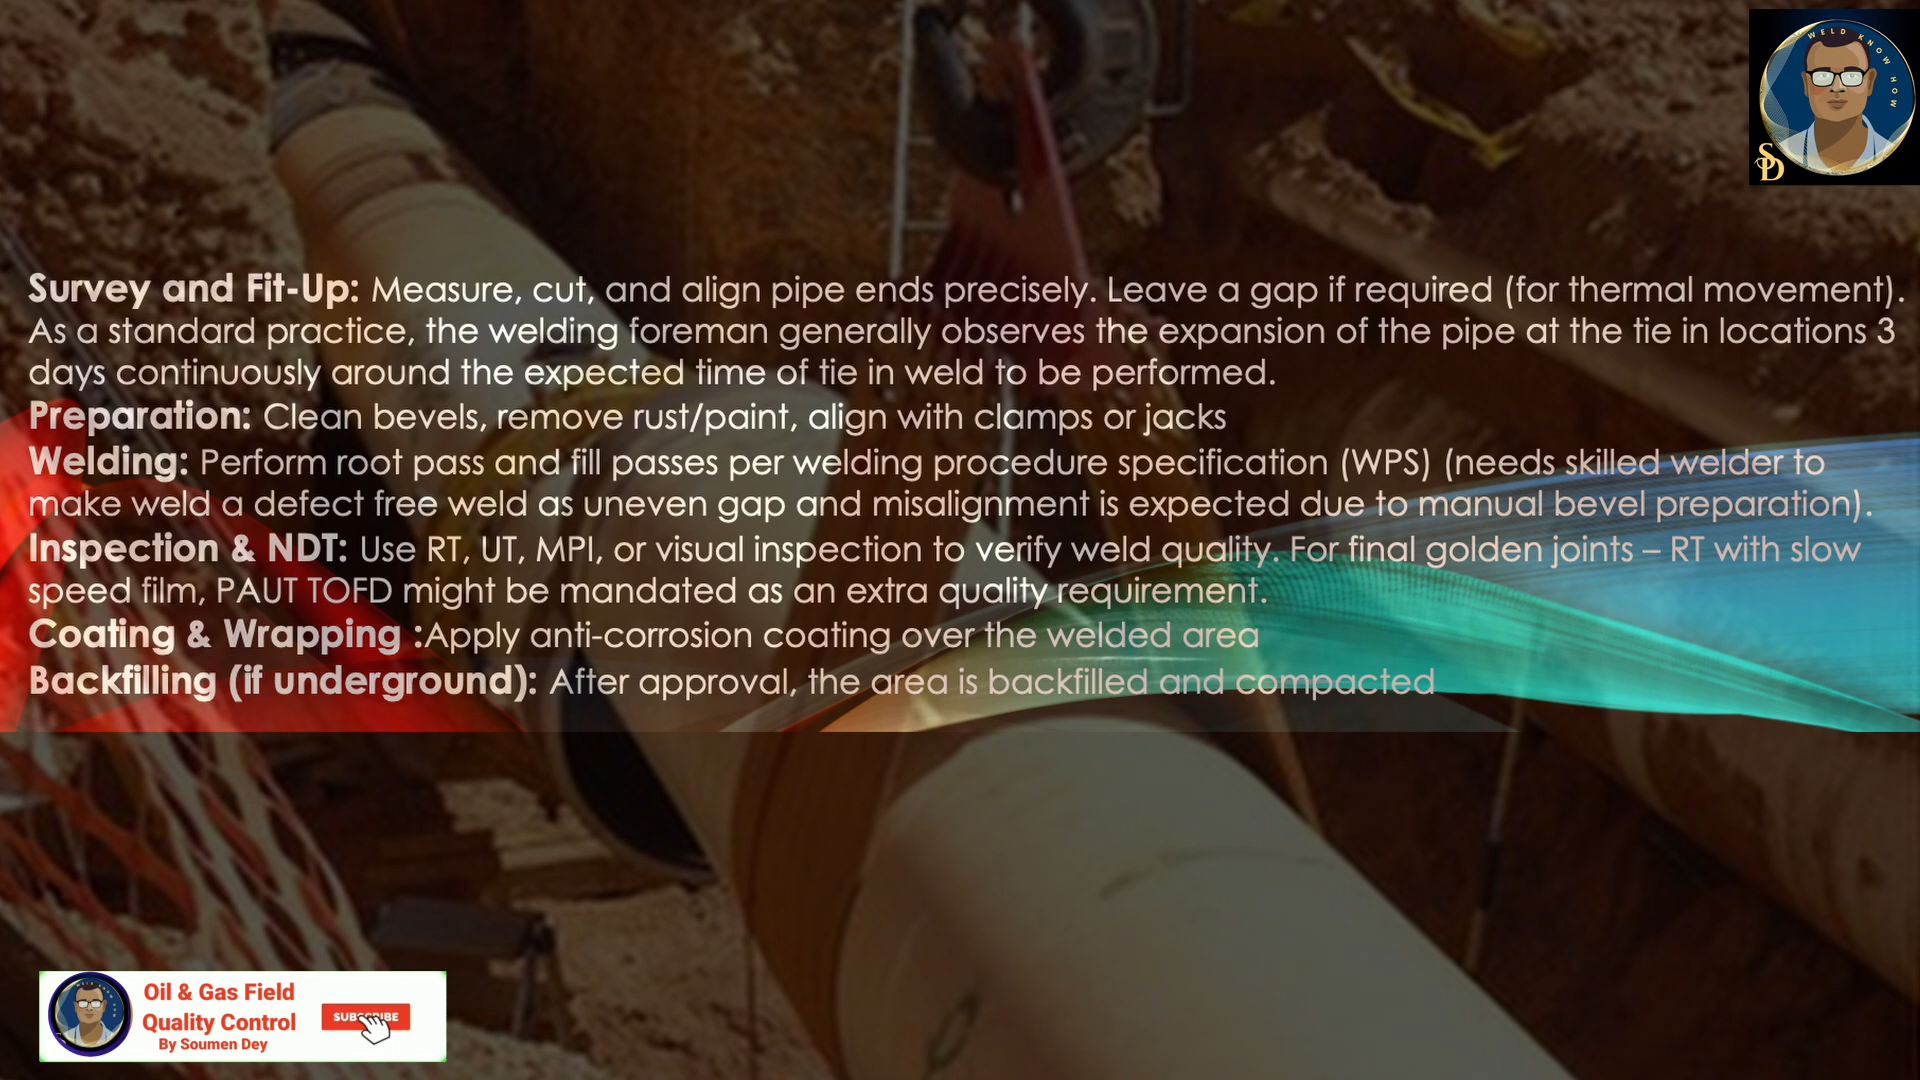 WELD KNOW HOW
SD
Survey and Fit-Up: Measure, cut, and align pipe ends precisely. Leave a gap if required (for thermal movement).
As a standard practice, the welding foreman generally observes the expansion of the pipe at the tie in locations 3
days continuously around the expected time of tie in weld to be performed.
Preparation: Clean bevels, remove rust/paint, align with clamps or jacks
Welding: Perform root pass and fill passes per welding procedure specification (WPS) (needs skilled welder to
make weld a defect free weld as uneven gap and misalignment is expected due to manual bevel preparation).
Inspection & NDT: Use RT, UT, MPI, or visual inspection to verify weld quality. For final golden joints – RT with slow
speed film, PAUT TOFD might be mandated as an extra quality requirement.
Coating & Wrapping :Apply anti-corrosion coating over the welded area
Backfilling (if underground): After approval, the area is backfilled and compacted
Oil & Gas Field
Quality Control
By Soumen Dey
SUBSCRIBE